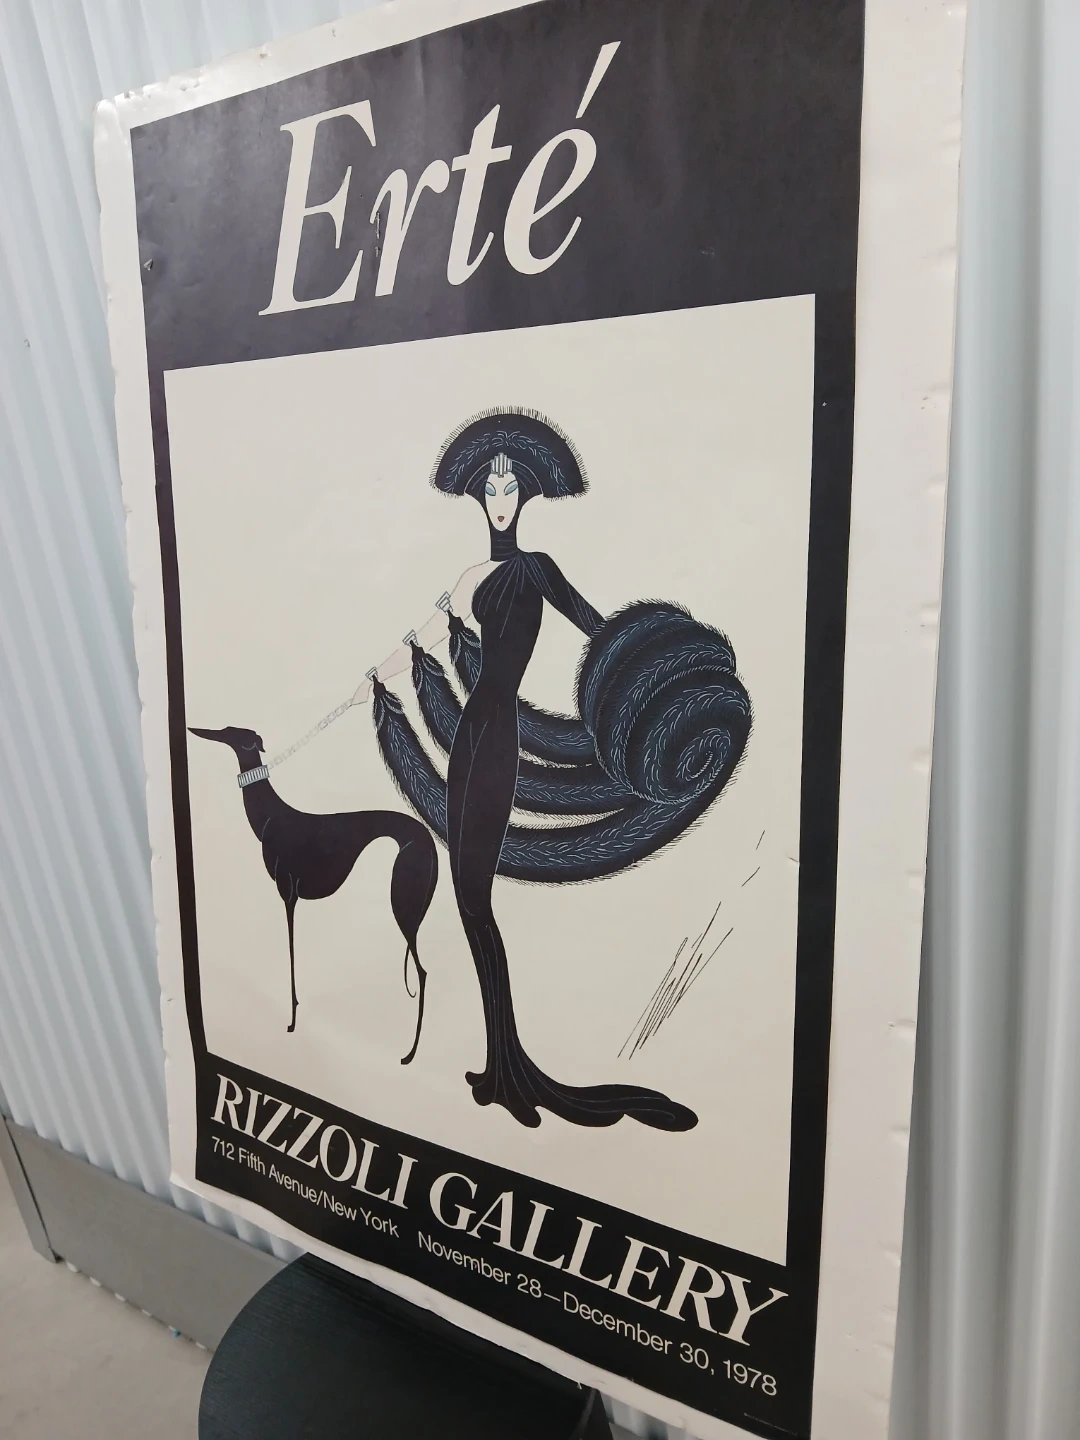 Erté
RIZZOLI GALLERY
712 Fifth Avenue/New York November 28—December 30, 1978